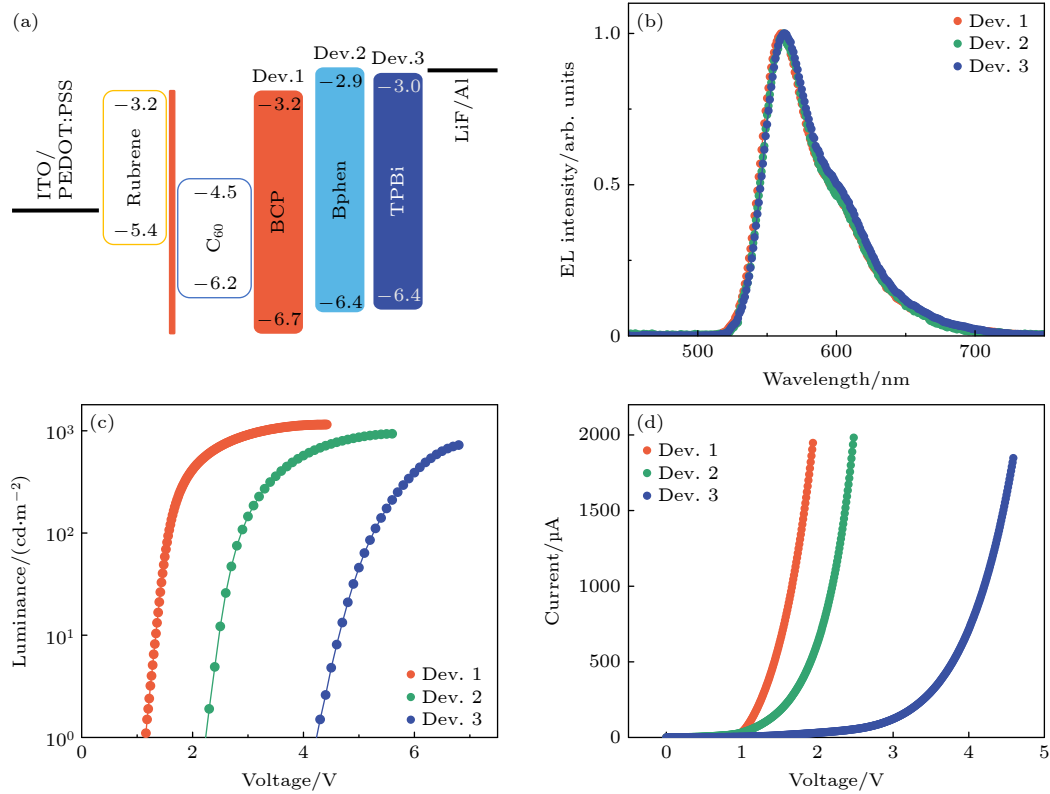 (a)
ITO/
PEDOT:PSS
−3.2
Rubrene
−5.4
−4.5
C₆₀
−6.2
Dev.1
−3.2
BCP
−6.7
Dev.2
−2.9
Bphen
−6.4
Dev.3
−3.0
TPBi
−6.4
LiF/Al
(b)
Dev. 1
Dev. 2
Dev. 3
EL intensity/arb. units
1.0
0.5
0
500
600
700
Wavelength/nm
(c)
Luminance/(cd·m⁻²)
10³
10²
10¹
10⁰
Dev. 1
Dev. 2
Dev. 3
0
2
4
6
Voltage/V
(d)
Dev. 1
Dev. 2
Dev. 3
Current/μA
2000
1500
1000
500
0
0
1
2
3
4
5
Voltage/V